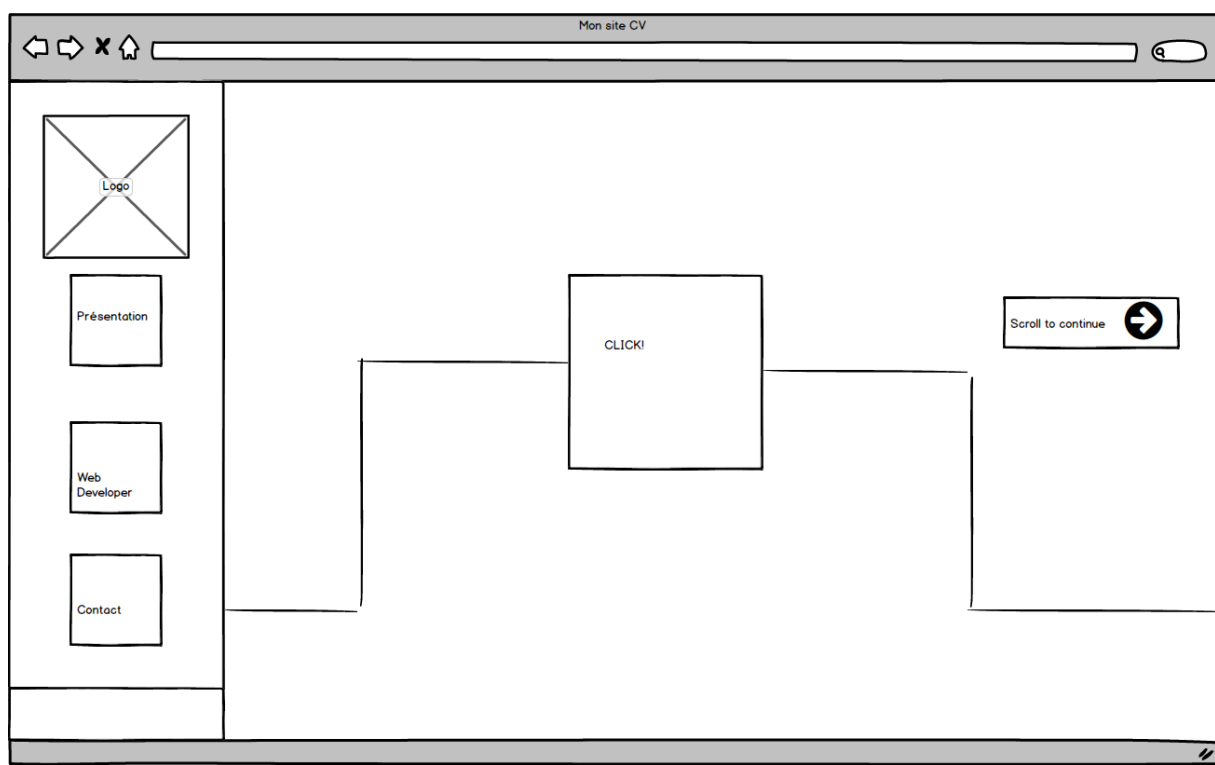 Mon site CV
Logo
Présentation
Web
Developer
Contact
CLICK!
Scroll to continue